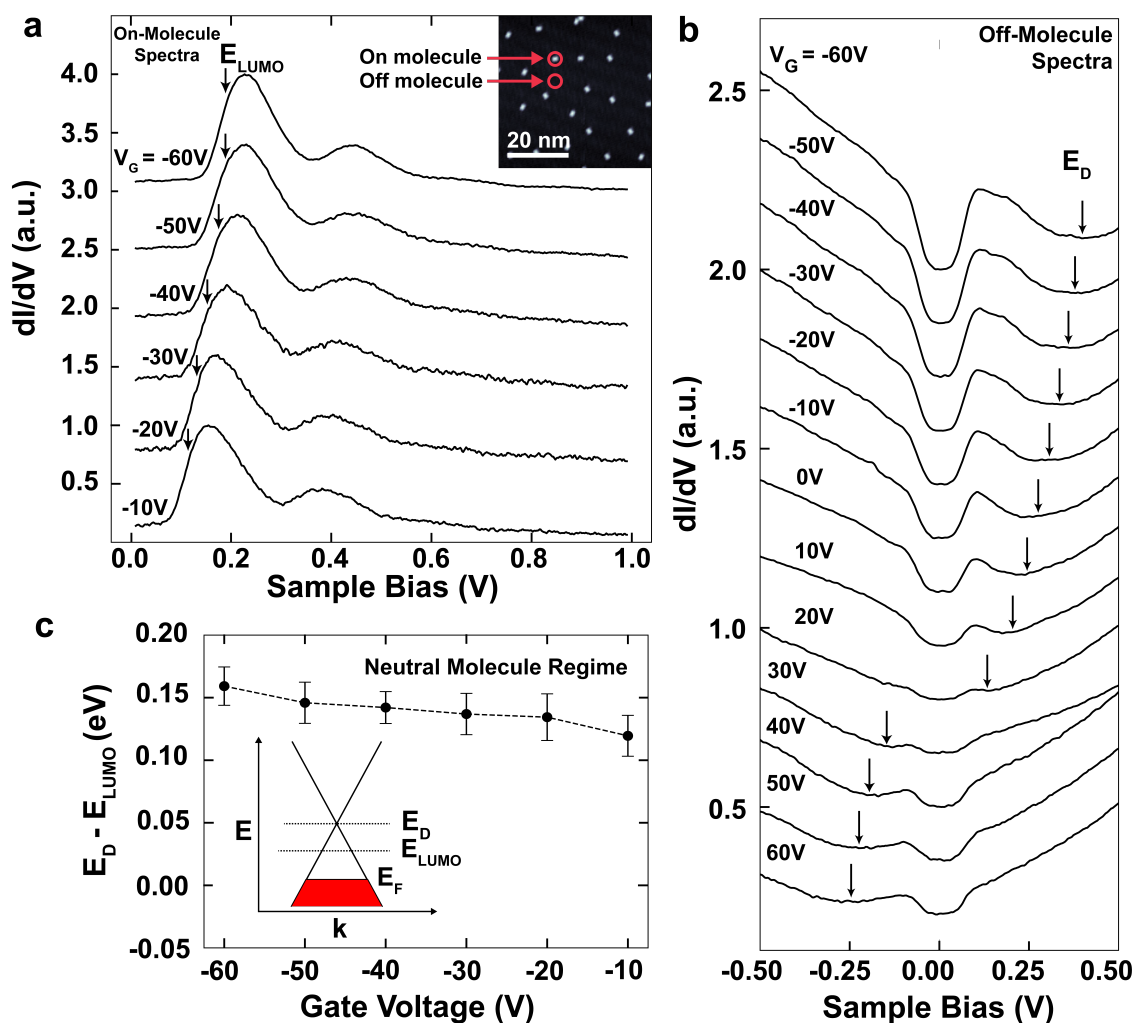 a
On-Molecule
Spectra
E_LUMO
On molecule
Off molecule
20 nm
V_G = -60V
-50V
-40V
-30V
-20V
-10V
4.0
3.5
3.0
2.5
2.0
1.5
1.0
0.5
dI/dV (a.u.)
0.0 0.2 0.4 0.6 0.8 1.0
Sample Bias (V)
b
V_G = -60V
Off-Molecule
Spectra
E_D
-50V
-40V
-30V
-20V
-10V
0V
10V
20V
30V
40V
50V
60V
2.5
2.0
1.5
1.0
0.5
dI/dV (a.u.)
-0.50 -0.25 0.00 0.25 0.50
Sample Bias (V)
c
Neutral Molecule Regime
0.20
0.15
0.10
0.05
0.00
-0.05
E_D - E_LUMO (eV)
E
E_D
E_LUMO
E_F
k
-60 -50 -40 -30 -20 -10
Gate Voltage (V)